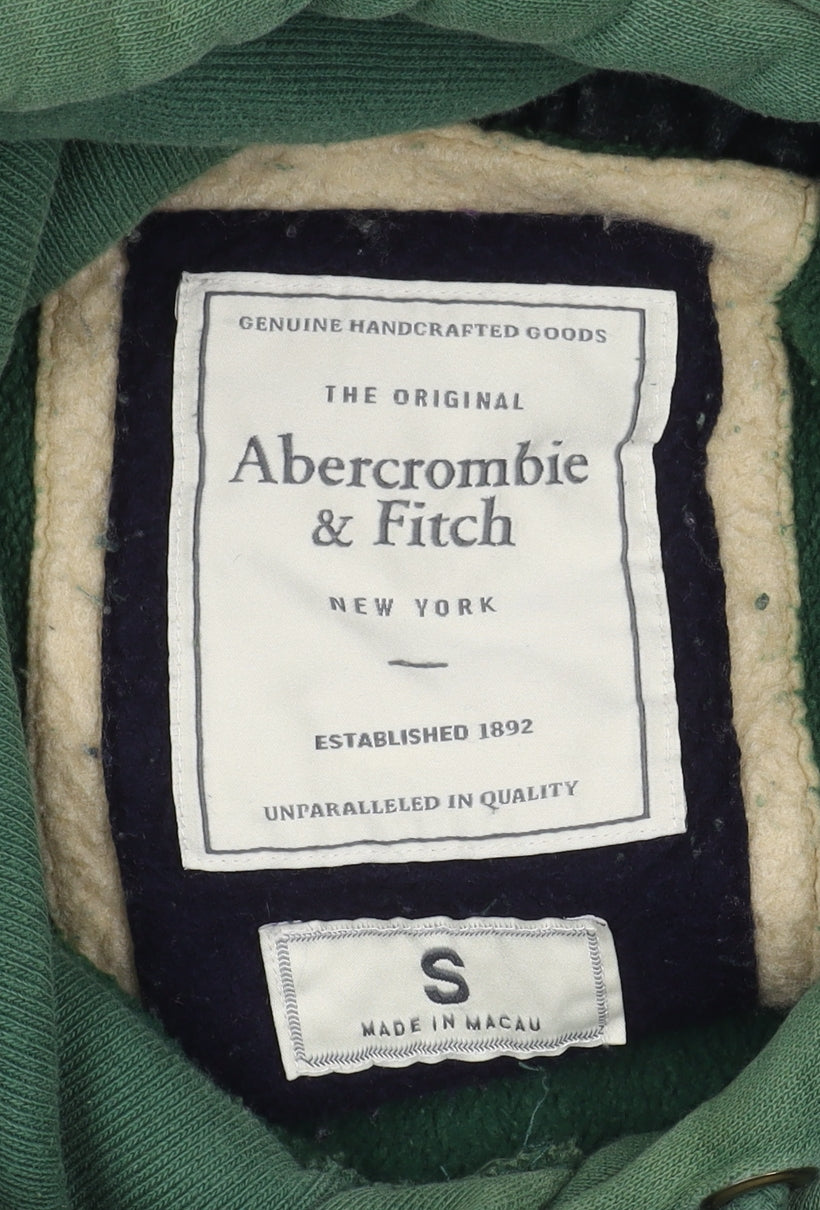 GENUINE HANDCRAFTED GOODS
THE ORIGINAL
Abercrombie
& Fitch
NEW YORK
ESTABLISHED 1892
UNPARALLELED IN QUALITY
S
MADE IN MACAU